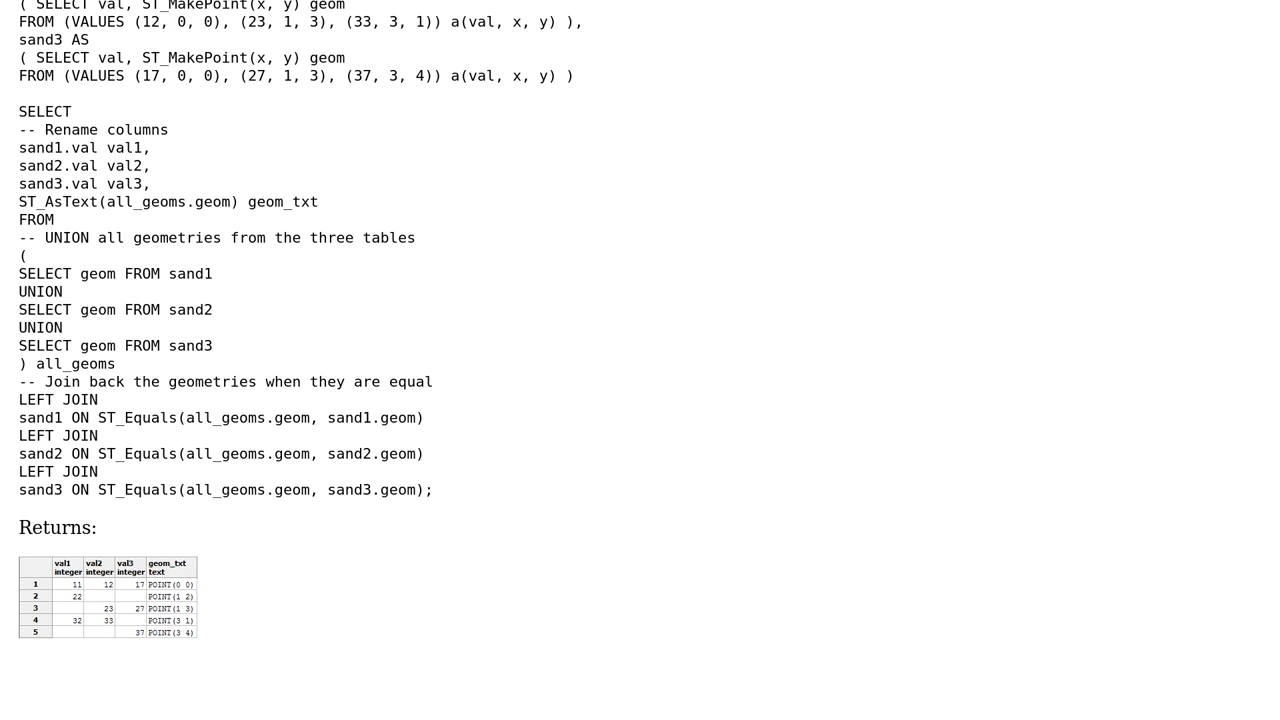 ( SELECT val, ST_MakePoint(x, y) geom
FROM (VALUES (12, 0, 0), (23, 1, 3), (33, 3, 1)) a(val, x, y) ),
sand3 AS
( SELECT val, ST_MakePoint(x, y) geom
FROM (VALUES (17, 0, 0), (27, 1, 3), (37, 3, 4)) a(val, x, y) )
SELECT
-- Rename columns
sand1.val val1,
sand2.val val2,
sand3.val val3,
ST_AsText(all_geoms.geom) geom_txt
FROM
-- UNION all geometries from the three tables
(
SELECT geom FROM sand1
UNION
SELECT geom FROM sand2
UNION
SELECT geom FROM sand3
) all_geoms
-- Join back the geometries when they are equal
LEFT JOIN
sand1 ON ST_Equals(all_geoms.geom, sand1.geom)
LEFT JOIN
sand2 ON ST_Equals(all_geoms.geom, sand2.geom)
LEFT JOIN
sand3 ON ST_Equals(all_geoms.geom, sand3.geom);
Returns:
val1 val2 val3 geom_txt
integer integer integer text
1 11 12 17 POINT(0 0)
2 22 POINT(1 2)
3 23 27 POINT(1 3)
4 32 33 POINT(3 1)
5 37 POINT(3 4)